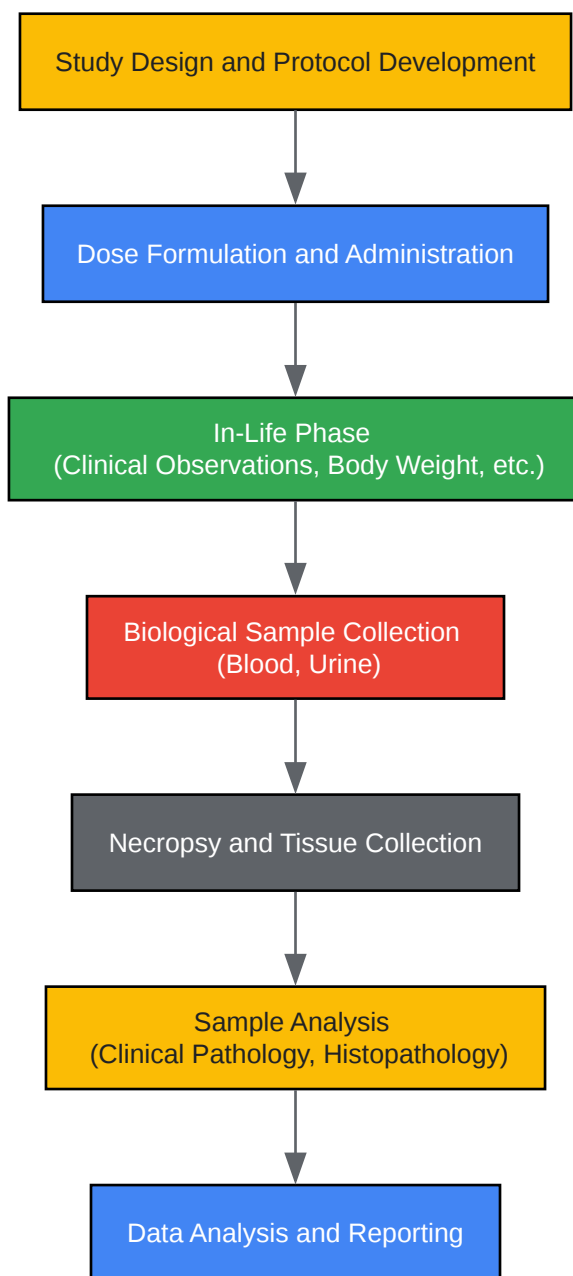 Study Design and Protocol Development
Dose Formulation and Administration
In-Life Phase
(Clinical Observations, Body Weight, etc.)
Biological Sample Collection
(Blood, Urine)
Necropsy and Tissue Collection
Sample Analysis
(Clinical Pathology, Histopathology)
Data Analysis and Reporting